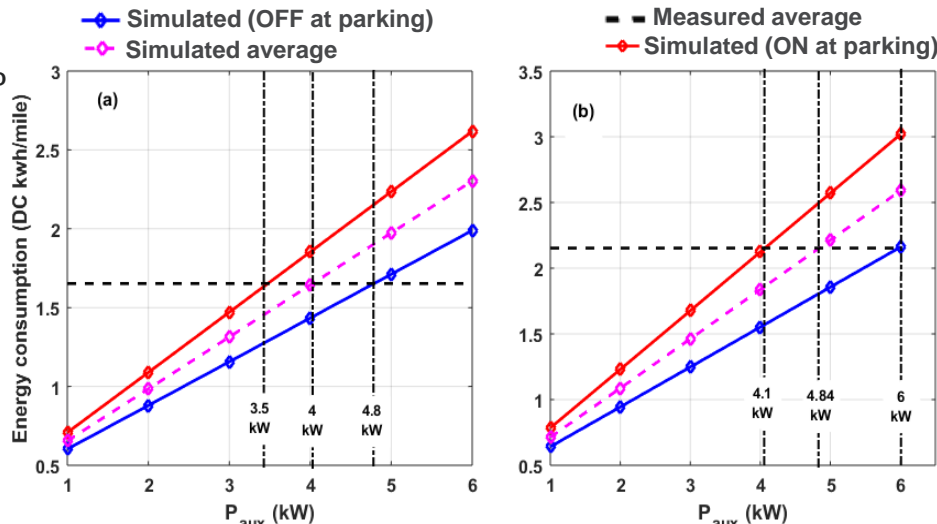 Simulated (OFF at parking)
Simulated average
Measured average
Simulated (ON at parking)
Energy consumption (DC kwh/mile)
(a)
3
2.5
2
1.5
1
0.5
3.5
kW
4
kW
4.8
kW
1 2 3 4 5 6
P_aux (kW)
(b)
3.5
3
2.5
2
1.5
1
0.5
4.1
kW
4.84
kW
6
kW
1 2 3 4 5 6
P_aux (kW)